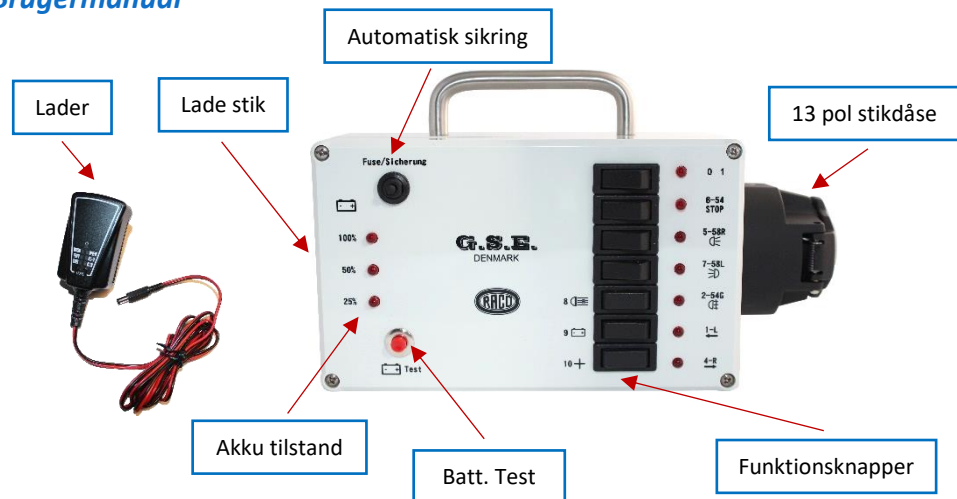 Brugermanual
Automatisk sikring
Lader
Lade stik
13 pol stikdåse
Fuse/Sicherung
100%
50%
25%
Test
G.S.E.
DENMARK
RACO
0 1
6-54
STOP
5-58R
7-58L
8
2-54G
9
1-L
10
4-R
Akku tilstand
Batt. Test
Funktionsknapper